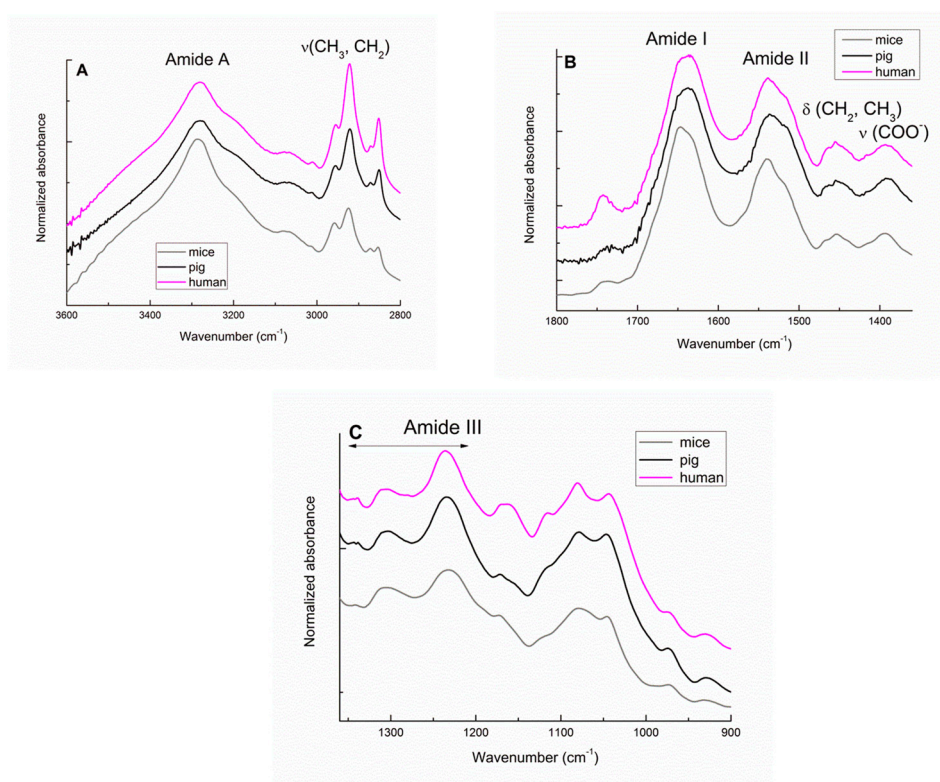 A
Amide A
ν(CH₃, CH₂)
Normalized absorbance
mice
pig
human
3600 3400 3200 3000 2800
Wavenumber (cm⁻¹)
B
Amide I
Amide II
mice
pig
human
δ (CH₂, CH₃)
ν (COO⁻)
Normalized absorbance
1800 1700 1600 1500 1400
Wavenumber (cm⁻¹)
C
Amide III
mice
pig
human
Normalized absorbance
1300 1200 1100 1000 900
Wavenumber (cm⁻¹)